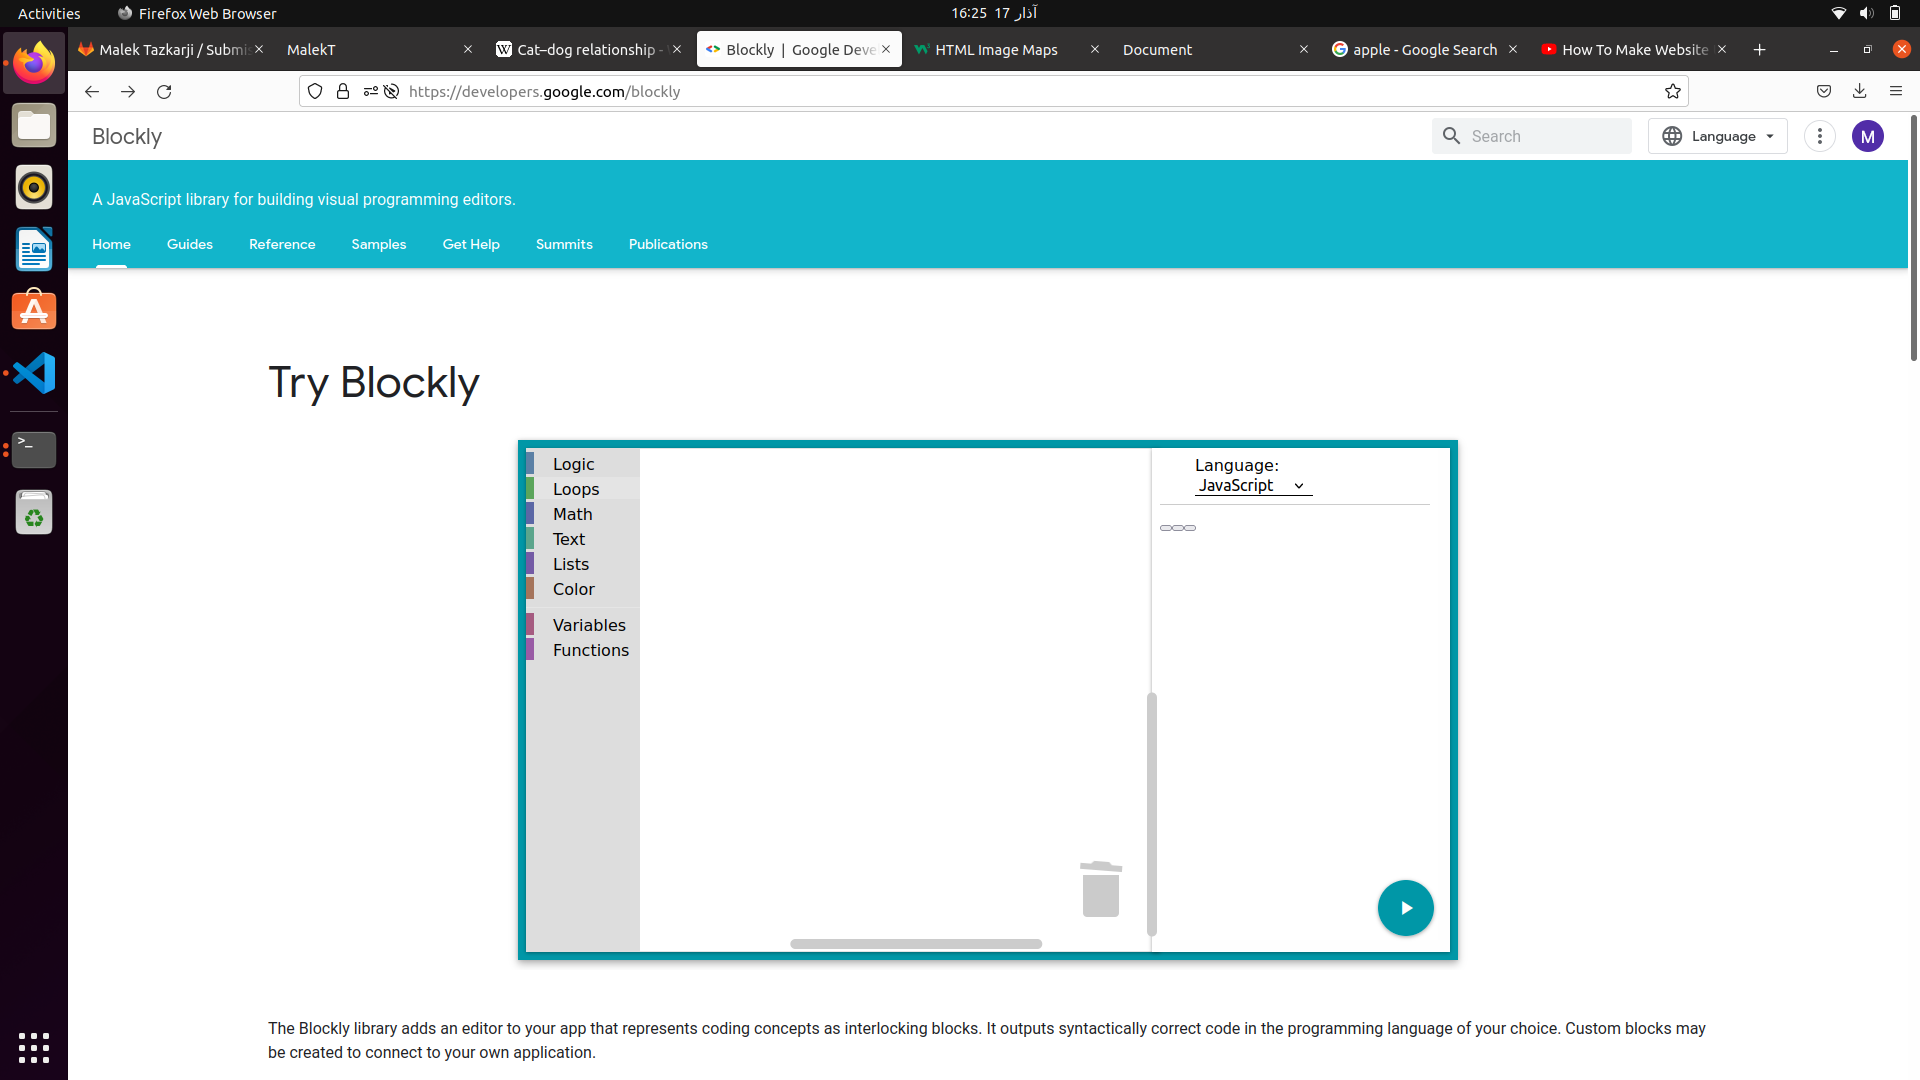 Activities
Firefox Web Browser
16:25 17 آذار
Malek Tazkarji / Submis
MalekT
Cat–dog relationship -
Blockly | Google Deve
HTML Image Maps
Document
apple - Google Search
How To Make Website
https://developers.google.com/blockly
Blockly
Search
Language
M
A JavaScript library for building visual programming editors.
Home
Guides
Reference
Samples
Get Help
Summits
Publications
Try Blockly
Logic
Loops
Math
Text
Lists
Color
Variables
Functions
Language:
JavaScript
The Blockly library adds an editor to your app that represents coding concepts as interlocking blocks. It outputs syntactically correct code in the programming language of your choice. Custom blocks may
be created to connect to your own application.